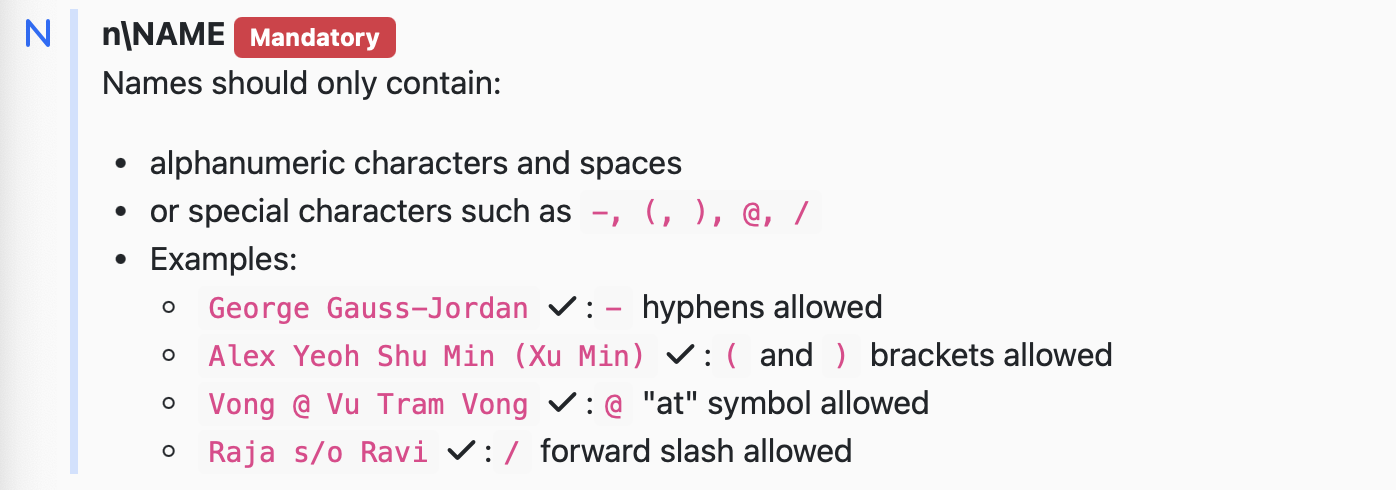 N n\NAME Mandatory
Names should only contain:
• alphanumeric characters and spaces
• or special characters such as -, (, ), @, /
• Examples:
◦ George Gauss-Jordan ✓: - hyphens allowed
◦ Alex Yeoh Shu Min (Xu Min) ✓: ( and ) brackets allowed
◦ Vong @ Vu Tram Vong ✓: @ "at" symbol allowed
◦ Raja s/o Ravi ✓: / forward slash allowed